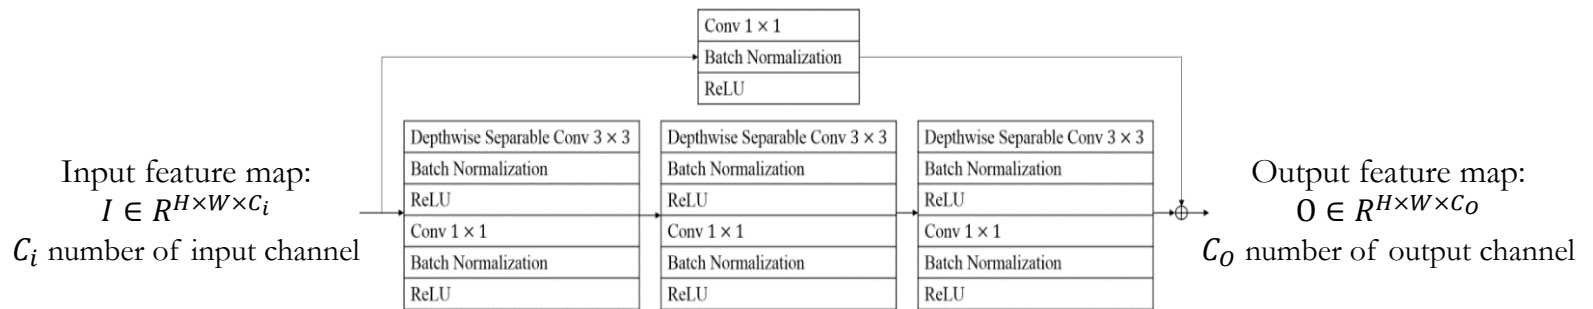 Conv 1 × 1
Batch Normalization
ReLU
Input feature map:
I ∈ R^{H×W×C_i}
C_i number of input channel
Depthwise Separable Conv 3 × 3
Batch Normalization
ReLU
Conv 1 × 1
Batch Normalization
ReLU
Depthwise Separable Conv 3 × 3
Batch Normalization
ReLU
Conv 1 × 1
Batch Normalization
ReLU
Depthwise Separable Conv 3 × 3
Batch Normalization
ReLU
Conv 1 × 1
Batch Normalization
ReLU
Output feature map:
O ∈ R^{H×W×C_O}
C_O number of output channel